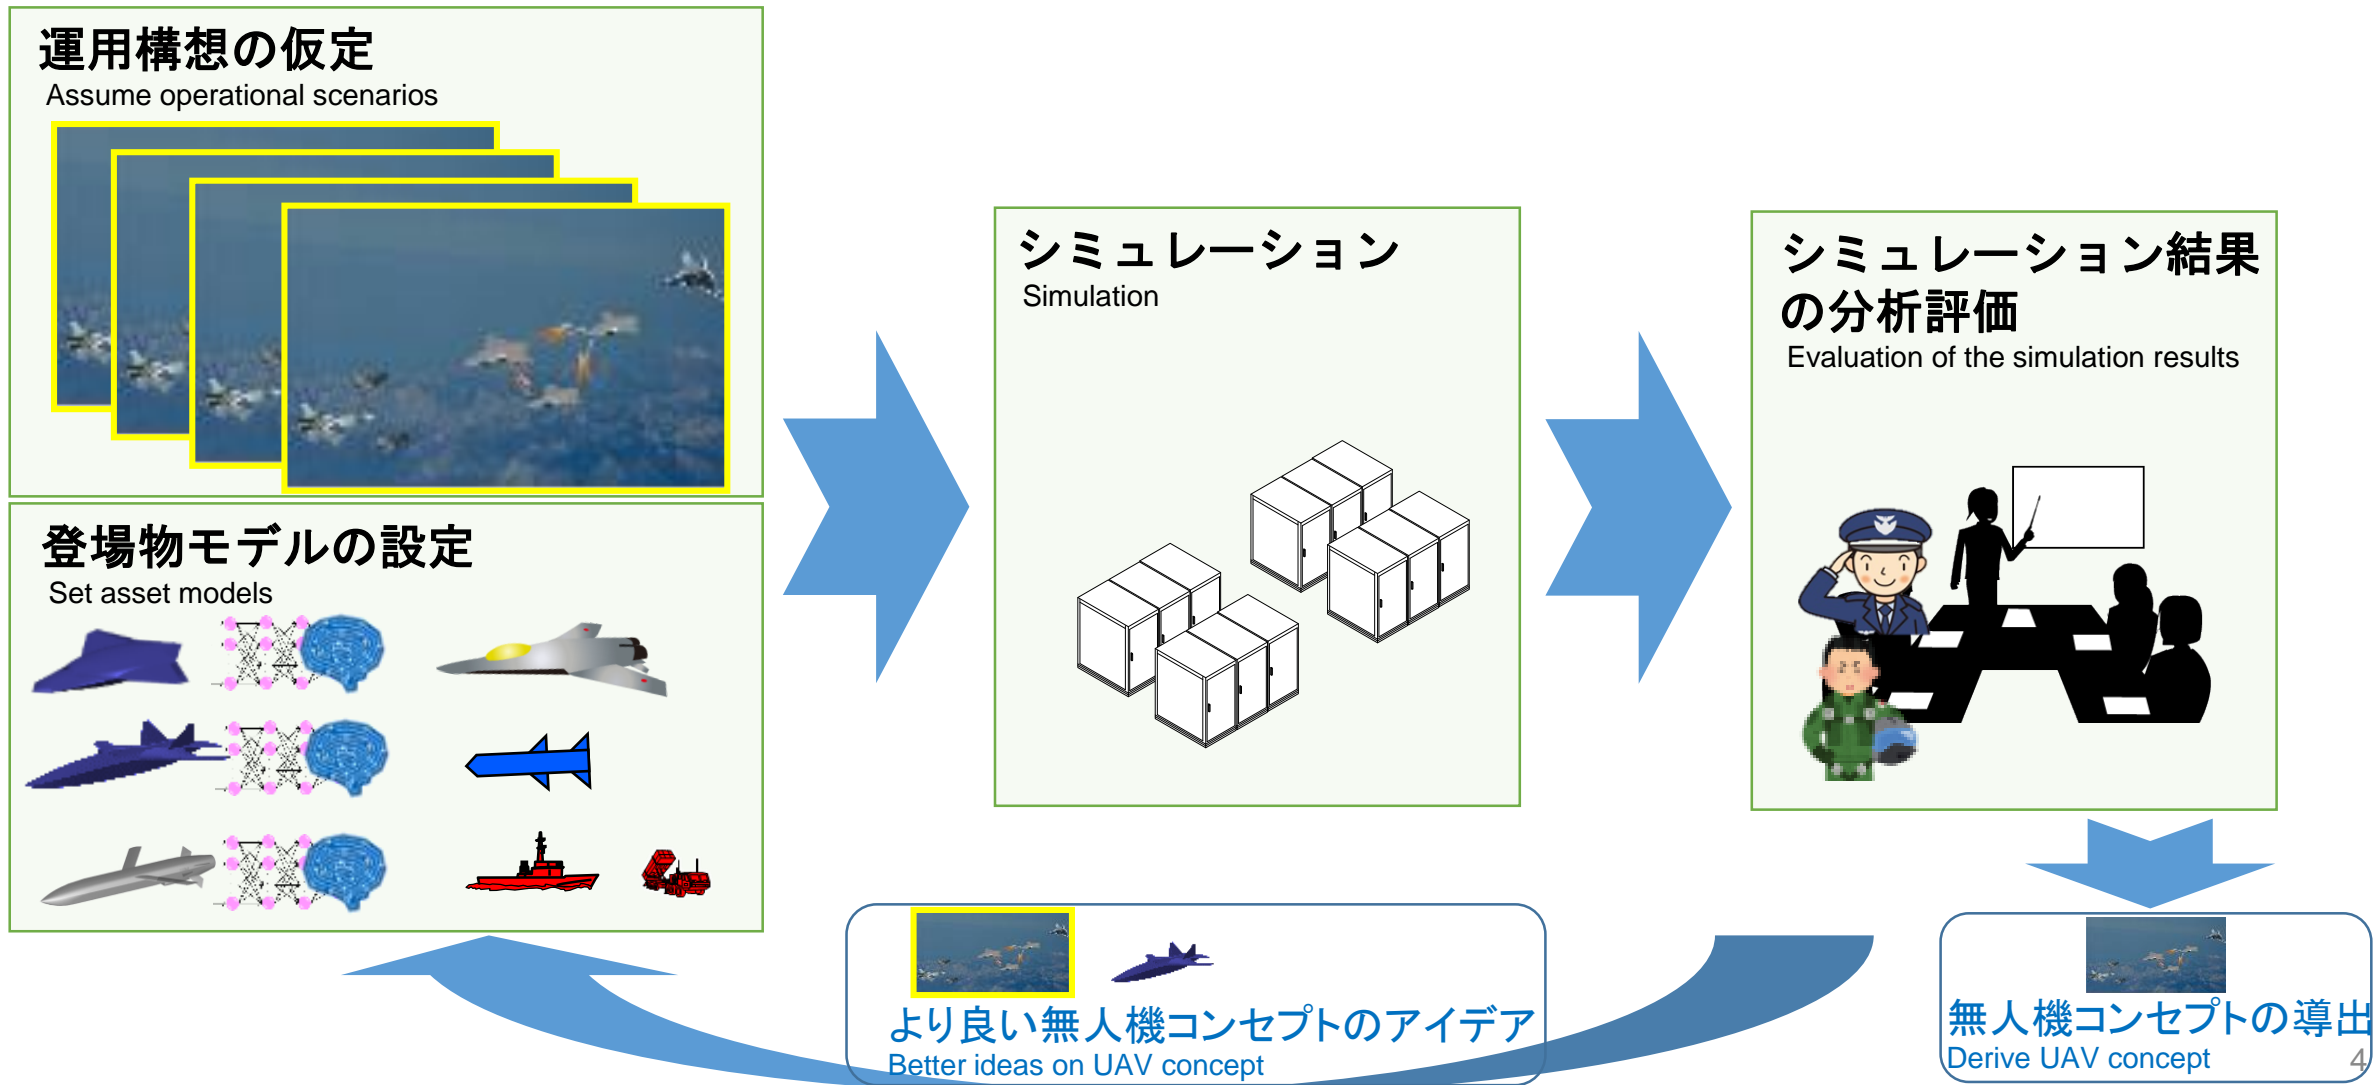 運用構想の仮定
Assume operational scenarios
登場物モデルの設定
Set asset models
シミュレーション
Simulation
シミュレーション結果
の分析評価
Evaluation of the simulation results
より良い無人機コンセプトのアイデア
Better ideas on UAV concept
無人機コンセプトの導出
Derive UAV concept
4